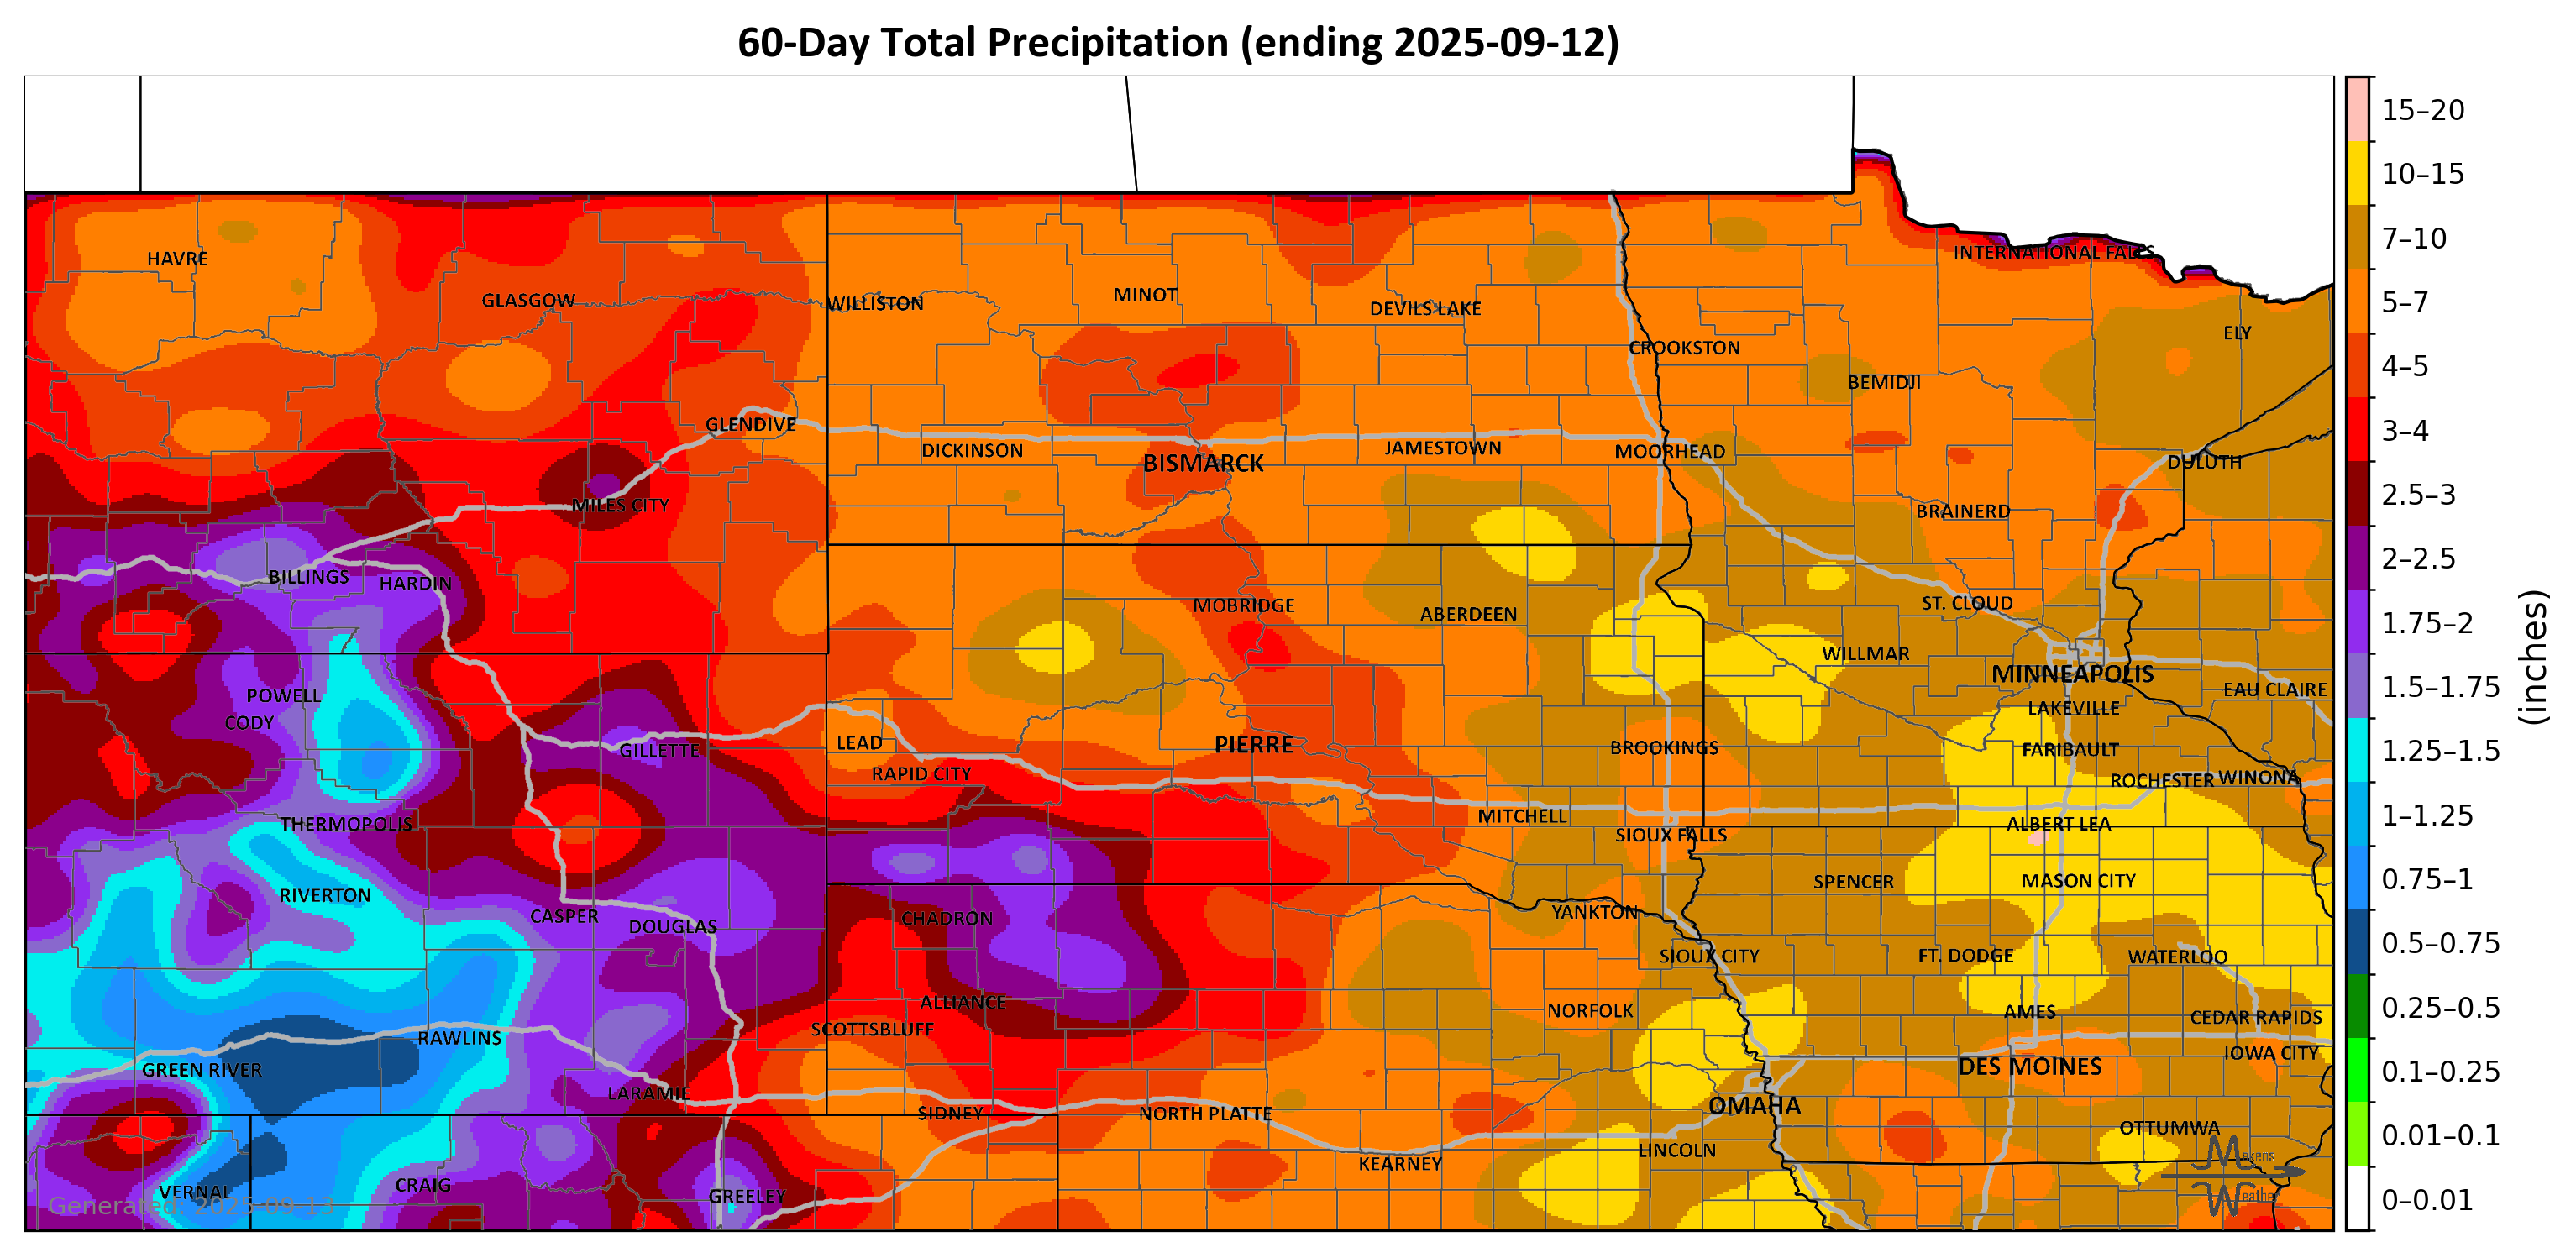 60-Day Total Precipitation (ending 2025-09-12)
15–20
10–15
7–10
5–7
4–5
3–4
2.5–3
2–2.5
1.75–2
1.5–1.75
1.25–1.5
1–1.25
0.75–1
0.5–0.75
0.25–0.5
0.1–0.25
0.01–0.1
0–0.01
(inches)
INTERNATIONAL FALLS
HAVRE
GLASGOW
WILLISTON
MINOT
DEVILS LAKE
ELY
CROOKSTON
BEMIDJI
GLENDIVE
DICKINSON
BISMARCK
JAMESTOWN
MOORHEAD
DULUTH
MILES CITY
BRAINERD
BILLINGS
HARDIN
MOBRIDGE
ABERDEEN
ST. CLOUD
WILLMAR
MINNEAPOLIS
EAU CLAIRE
POWELL
CODY
LAKEVILLE
GILLETTE
LEAD
PIERRE
BROOKINGS
FARIBAULT
RAPID CITY
ROCHESTER
WINONA
THERMOPOLIS
MITCHELL
SIOUX FALLS
ALBERT LEA
RIVERTON
SPENCER
MASON CITY
CASPER
DOUGLAS
CHADRON
YANKTON
SIOUX CITY
FT. DODGE
WATERLOO
ALLIANCE
NORFOLK
AMES
CEDAR RAPIDS
SCOTTSBLUFF
RAWLINS
IOWA CITY
GREEN RIVER
DES MOINES
LARAMIE
SIDNEY
NORTH PLATTE
OMAHA
OTTUMWA
LINCOLN
KEARNEY
Makens
Weather
VERNAL
CRAIG
GREELEY
Generated: 2025-09-13